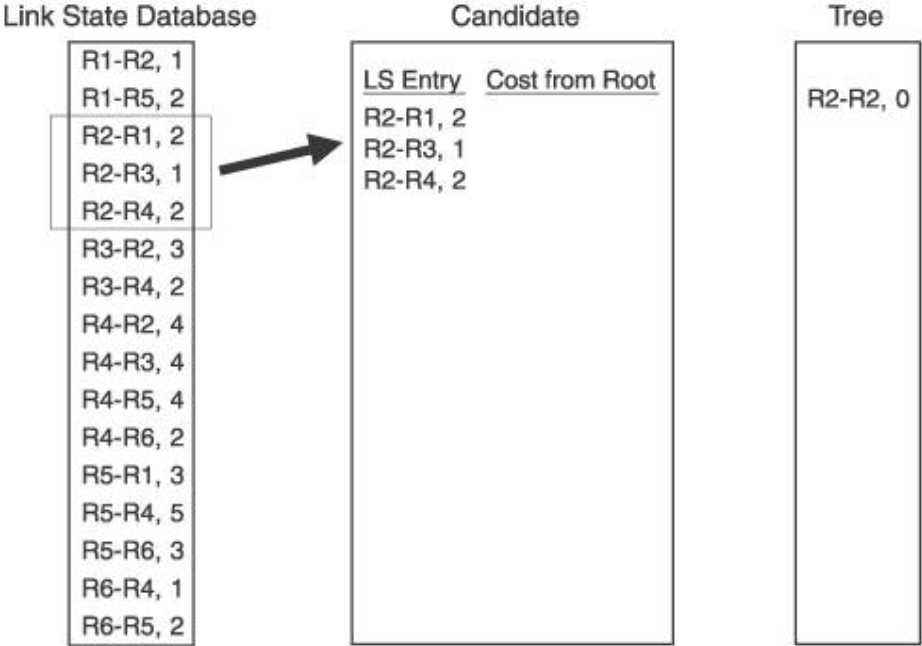 Link State Database
R1-R2, 1
R1-R5, 2
R2-R1, 2
R2-R3, 1
R2-R4, 2
R3-R2, 3
R3-R4, 2
R4-R2, 4
R4-R3, 4
R4-R5, 4
R4-R6, 2
R5-R1, 3
R5-R4, 5
R5-R6, 3
R6-R4, 1
R6-R5, 2
Candidate
LS Entry Cost from Root
R2-R1, 2
R2-R3, 1
R2-R4, 2
Tree
R2-R2, 0